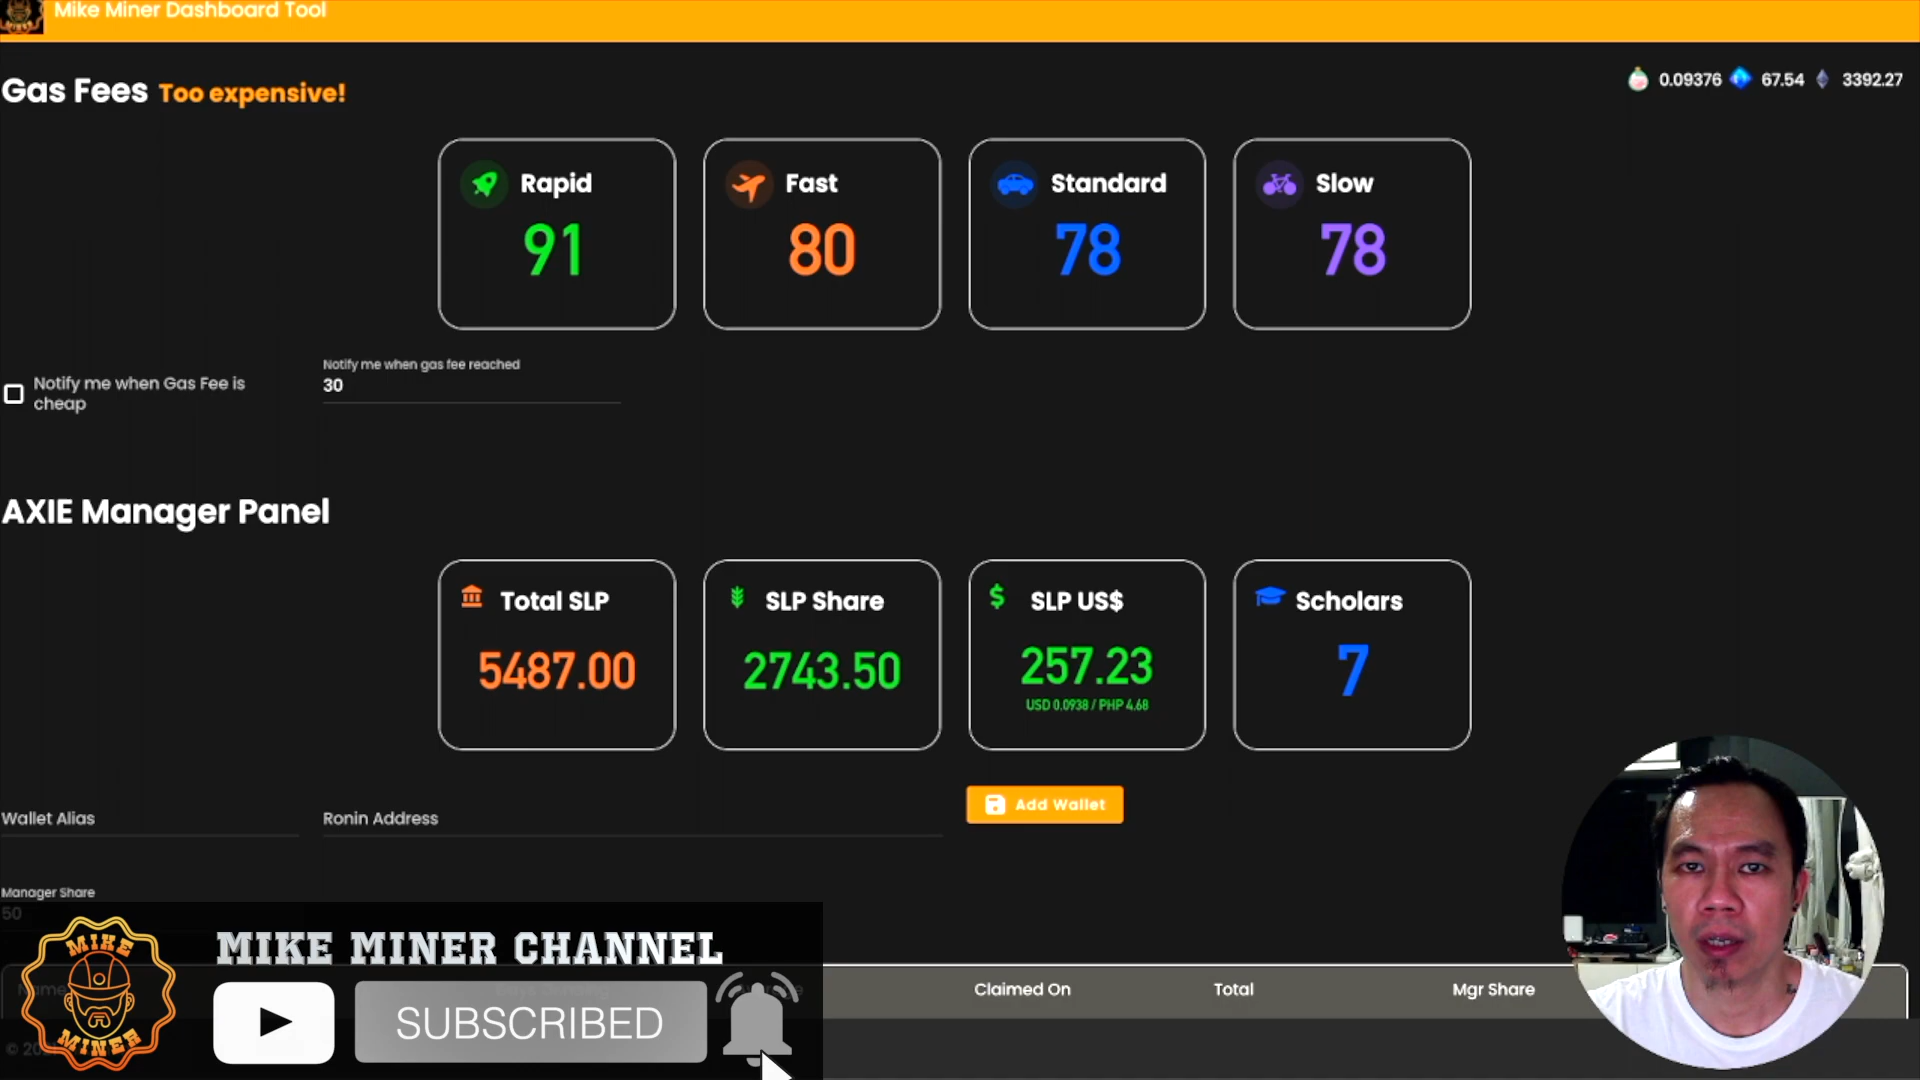 Mike Miner Dashboard Tool
Gas Fees Too expensive!
0.09376 67.54 3392.27
Rapid
91
Fast
80
Standard
78
Slow
78
Notify me when Gas Fee is
cheap
Notify me when gas fee reached
30
AXIE Manager Panel
Total SLP
5487.00
SLP Share
2743.50
SLP US$
257.23
USD 0.0938 / PHP 4.68
Scholars
7
Wallet Alias
Ronin Address
Add Wallet
Manager Share
50
MIKE
MINER
MIKE MINER CHANNEL
SUBSCRIBED
Name
Claimed On
Total
Mgr Share